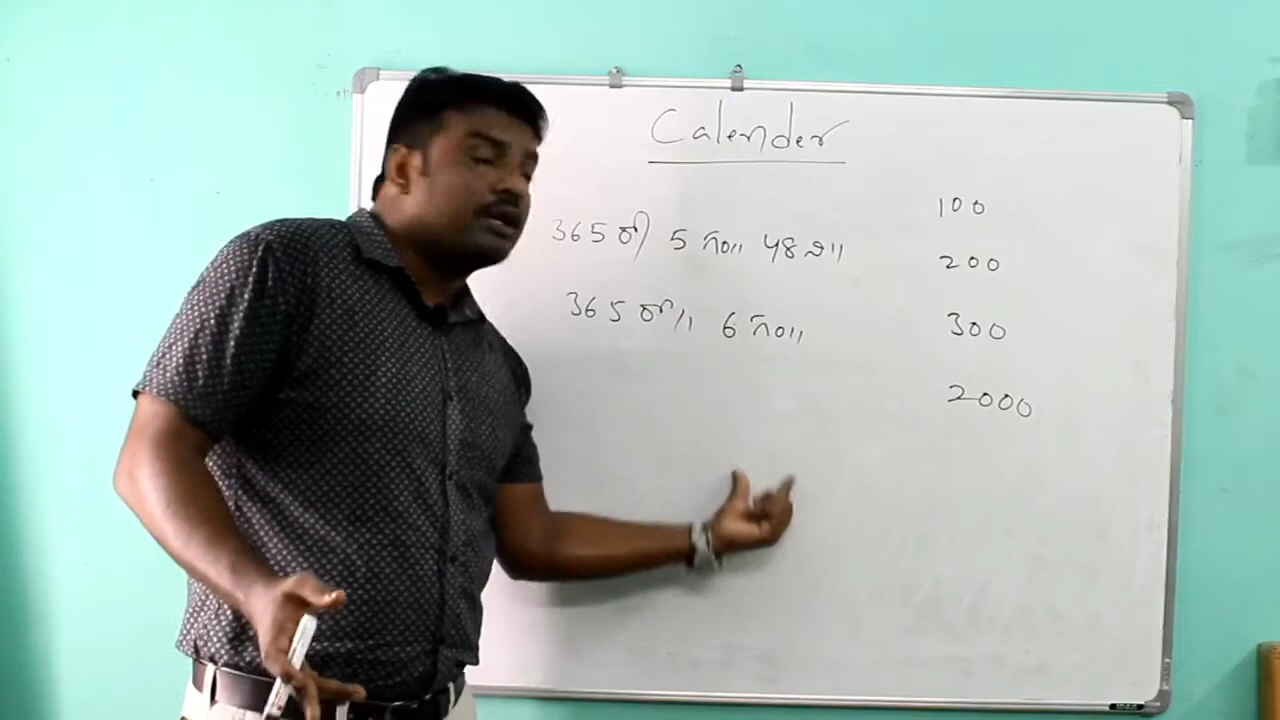 Calender
365 రో 5 గం॥ 48 ని॥
365 రో॥ 6 గం॥
100
200
300
2000